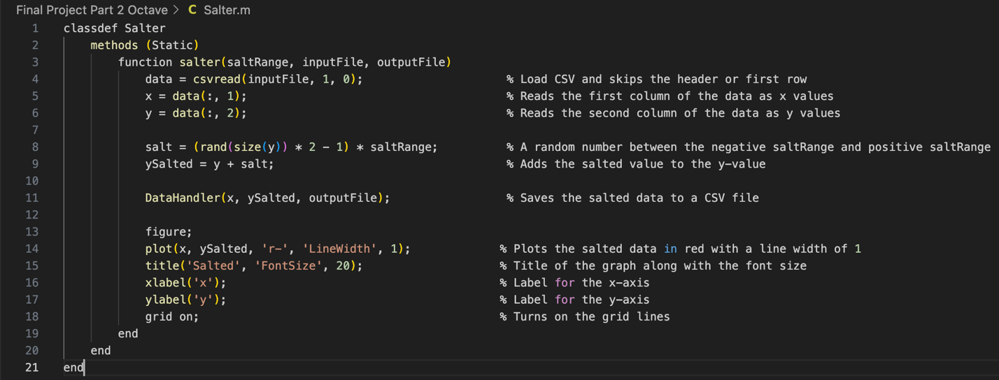 Final Project Part 2 Octave > C Salter.m
1 classdef Salter
2 methods (Static)
3 function salter(saltRange, inputFile, outputFile)
4 data = csvread(inputFile, 1, 0); % Load CSV and skips the header or first row
5 x = data(:, 1); % Reads the first column of the data as x values
6 y = data(:, 2); % Reads the second column of the data as y values
7
8 salt = (rand(size(y)) * 2 - 1) * saltRange; % A random number between the negative saltRange and positive saltRange
9 ySalted = y + salt; % Adds the salted value to the y-value
10
11 DataHandler(x, ySalted, outputFile); % Saves the salted data to a CSV file
12
13 figure;
14 plot(x, ySalted, 'r-', 'LineWidth', 1); % Plots the salted data in red with a line width of 1
15 title('Salted', 'FontSize', 20); % Title of the graph along with the font size
16 xlabel('x'); % Label for the x-axis
17 ylabel('y'); % Label for the y-axis
18 grid on; % Turns on the grid lines
19 end
20 end
21 end